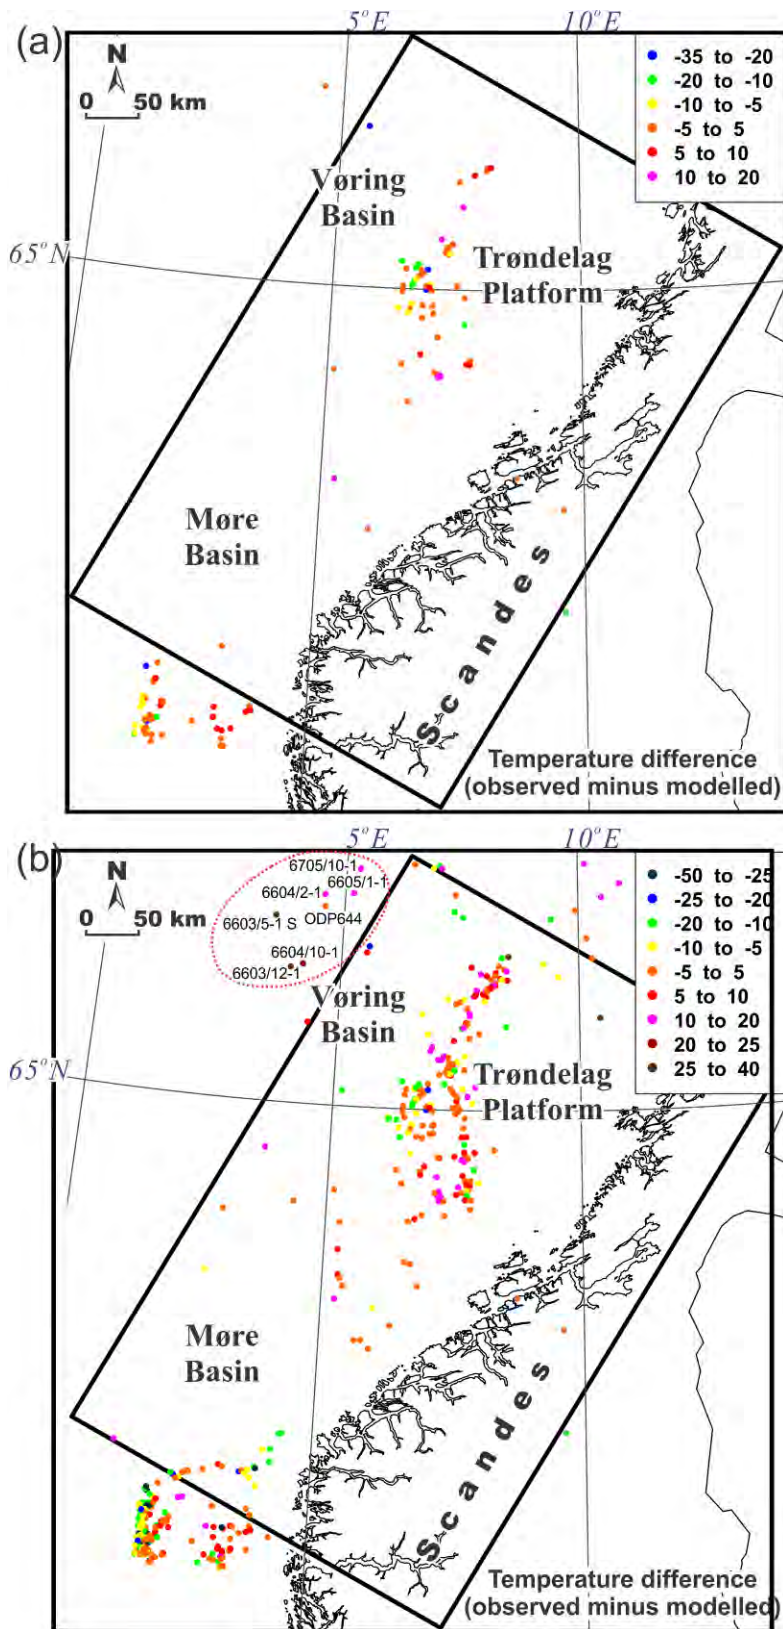 (a)
5°E
10°E
N
0 50 km
-35 to -20
-20 to -10
-10 to -5
-5 to 5
5 to 10
10 to 20
Vøring
Basin
65°N
Trøndelag
Platform
Møre
Basin
Scandes
Temperature difference
(observed minus modelled)
(b)
5°E
10°E
N
0 50 km
6705/10-1
6605/1-1
6604/2-1
6603/5-1 S
ODP644
6604/10-1
6603/12-1
-50 to -25
-25 to -20
-20 to -10
-10 to -5
-5 to 5
5 to 10
10 to 20
20 to 25
25 to 40
Vøring
Basin
65°N
Trøndelag
Platform
Møre
Basin
Scandes
Temperature difference
(observed minus modelled)